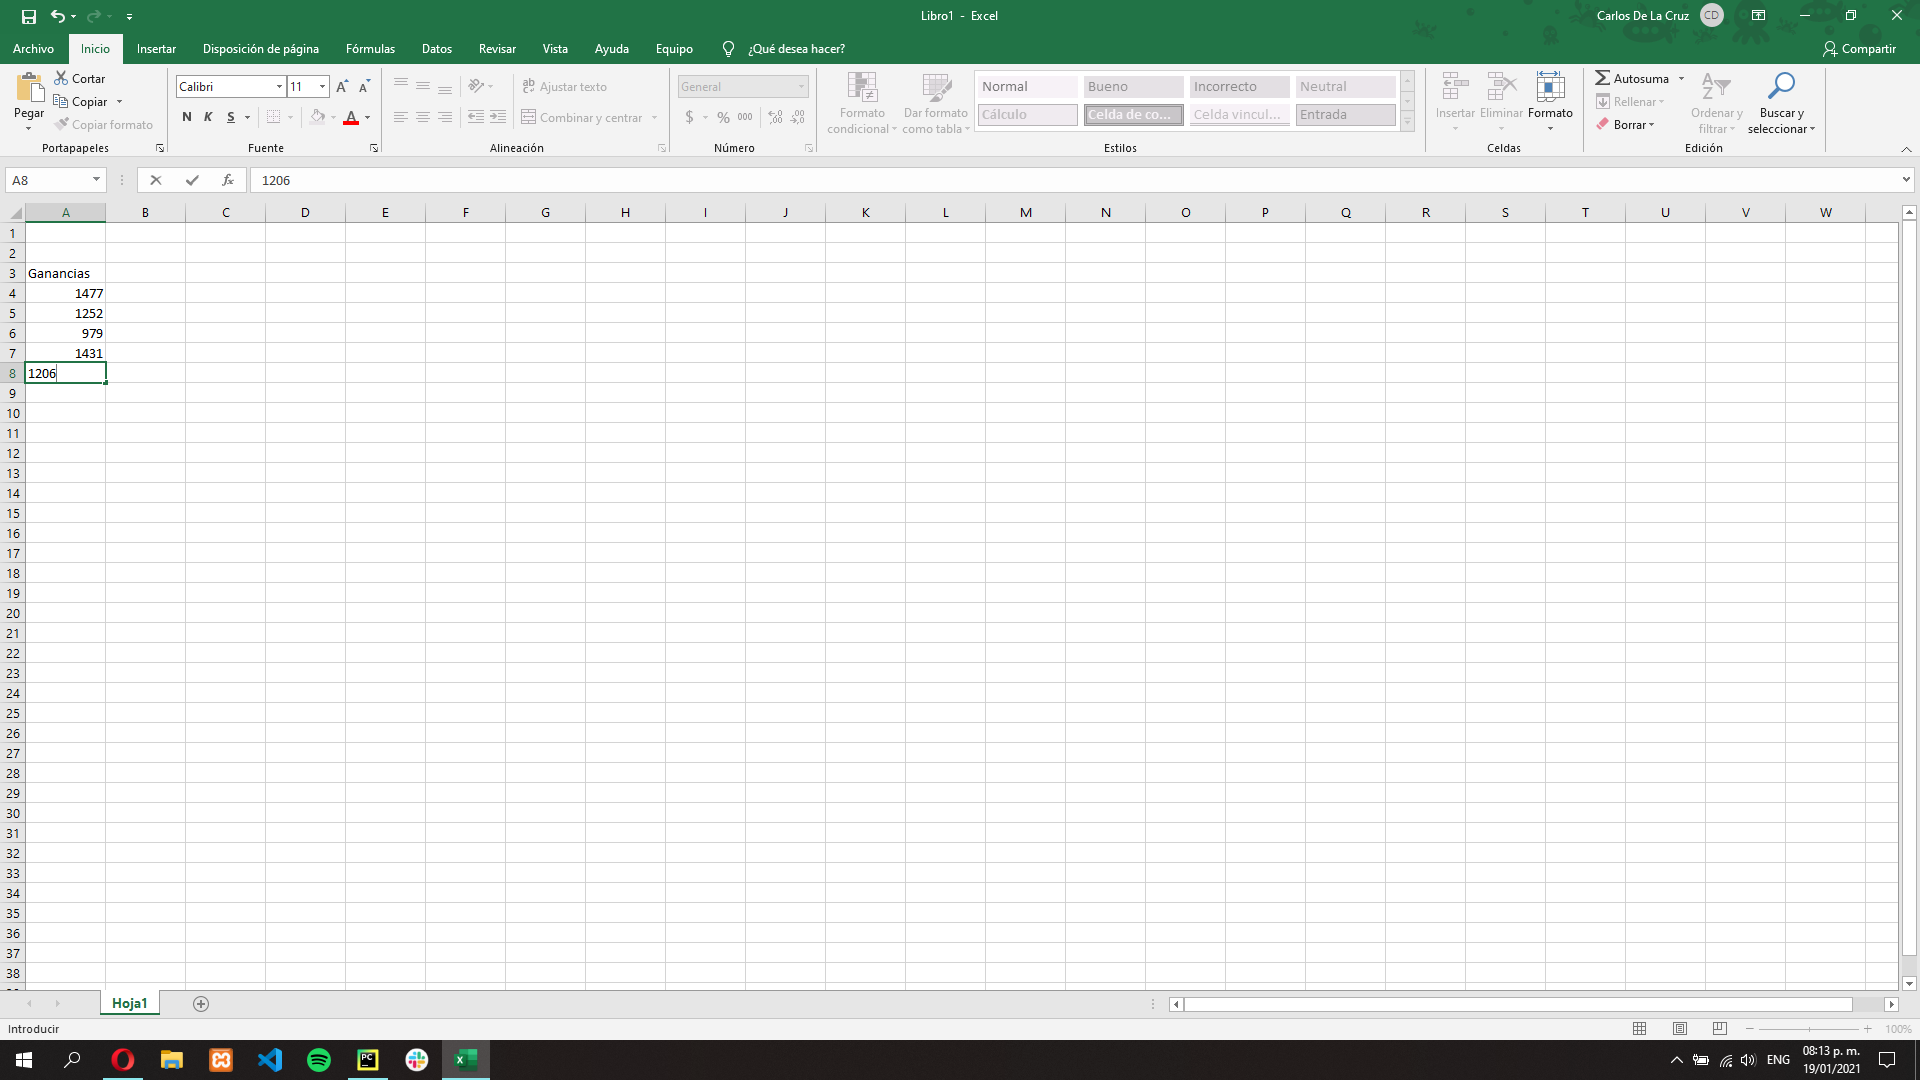 Libro1 - Excel
Carlos De La Cruz CD
Archivo Inicio Insertar Disposición de página Fórmulas Datos Revisar Vista Ayuda Equipo ¿Qué desea hacer? Compartir
Pegar
Cortar
Copiar
Copiar formato
Portapapeles
Calibri 11
N K S
Fuente
Ajustar texto
Combinar y centrar
Alineación
General
$ % 000
Número
Formato condicional
Dar formato como tabla
Normal Bueno Incorrecto Neutral
Cálculo Celda de co... Celda vincul... Entrada
Estilos
Insertar Eliminar Formato
Celdas
Autosuma
Rellenar
Borrar
Ordenar y filtrar
Buscar y seleccionar
Edición
A8 fx 1206
A B C D E F G H I J K L M N O P Q R S T U V W
1
2
3 Ganancias
4 1477
5 1252
6 979
7 1431
8 1206
9
10
11
12
13
14
15
16
17
18
19
20
21
22
23
24
25
26
27
28
29
30
31
32
33
34
35
36
37
38
Hoja1
Introducir
100%
PC
ENG
08:13 p. m.
19/01/2021